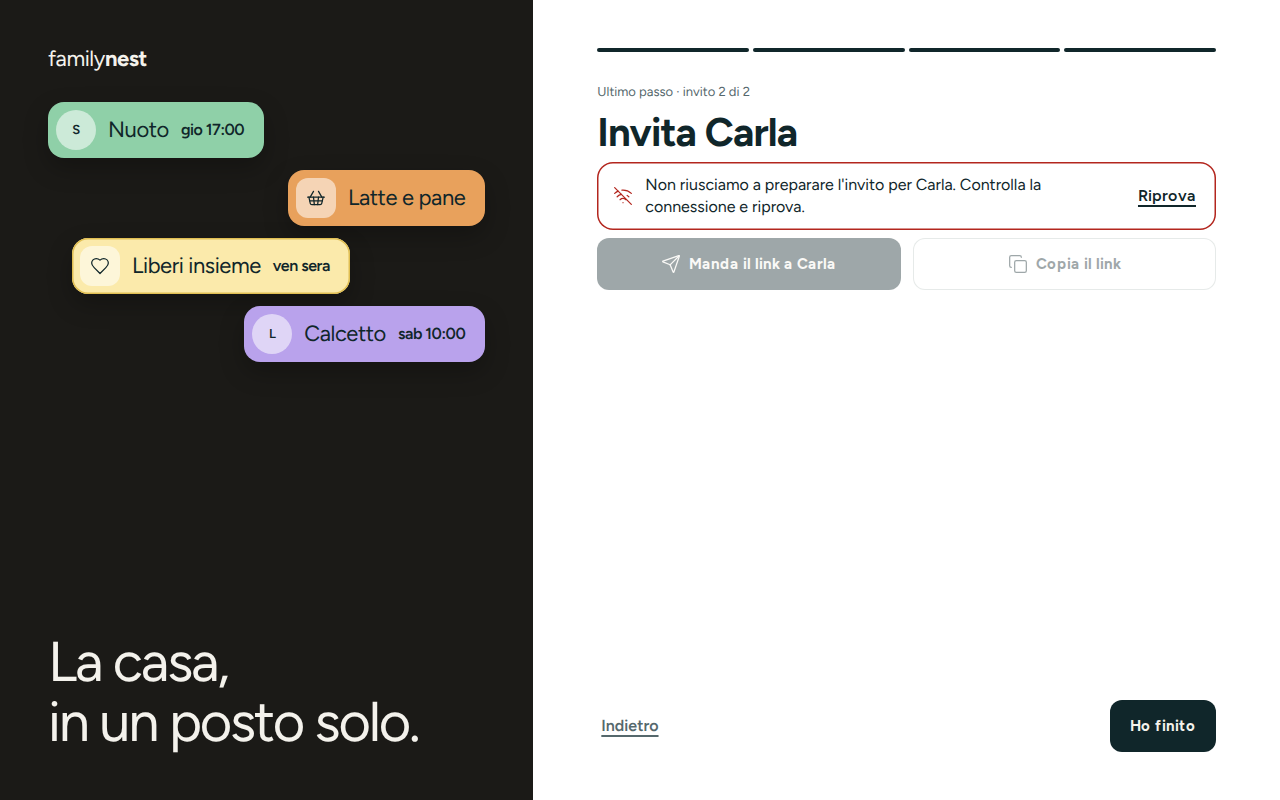 familynest
S Nuoto gio 17:00
Latte e pane
Liberi insieme ven sera
L Calcetto sab 10:00
La casa,
in un posto solo.
Ultimo passo · invito 2 di 2
Invita Carla
Non riusciamo a preparare l'invito per Carla. Controlla la
connessione e riprova.
Riprova
Manda il link a Carla
Copia il link
Indietro
Ho finito